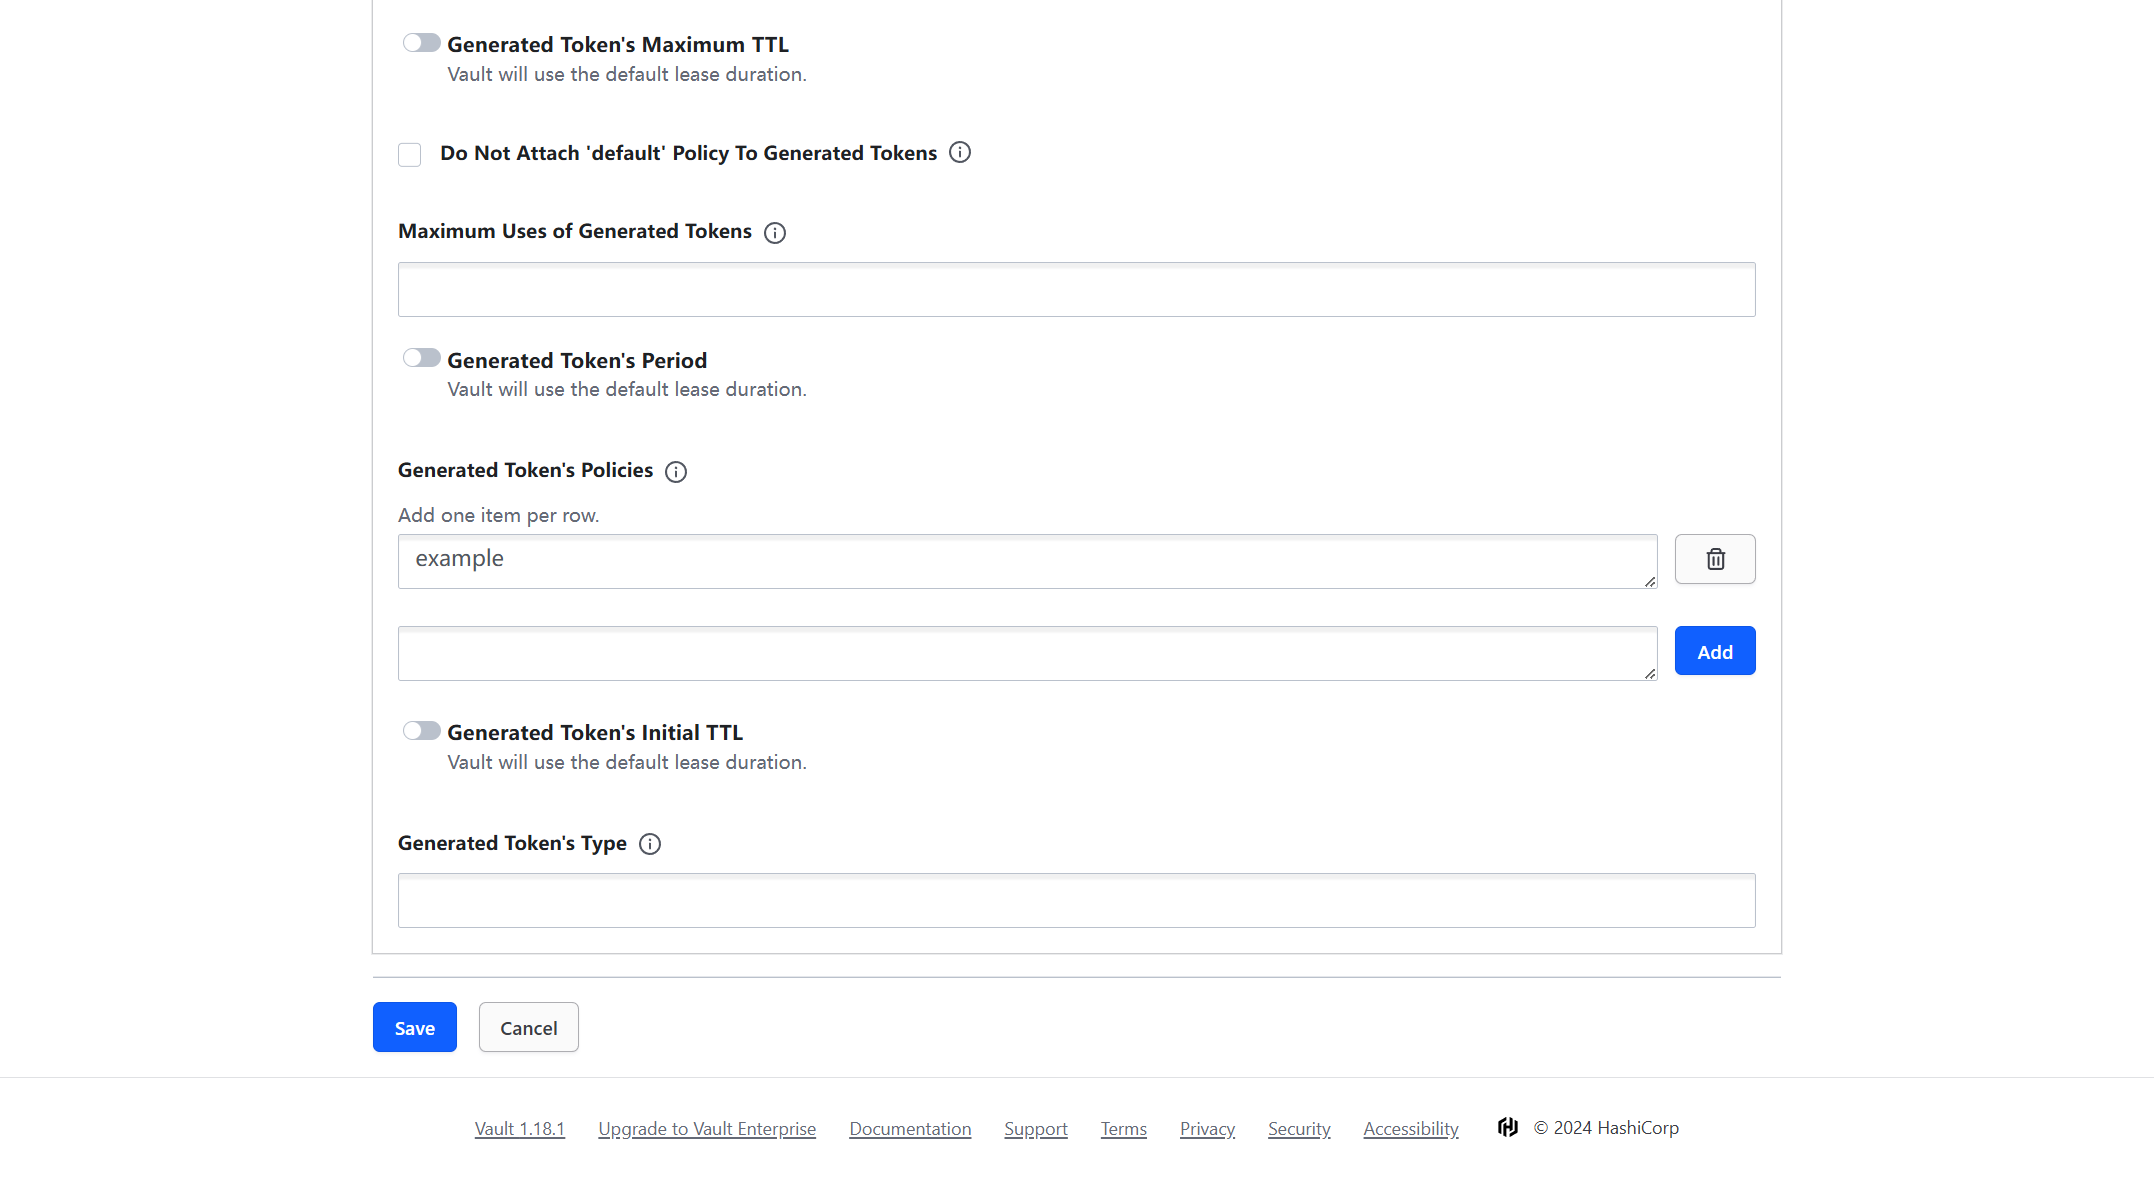 Generated Token's Maximum TTL
Vault will use the default lease duration.
Do Not Attach 'default' Policy To Generated Tokens
Maximum Uses of Generated Tokens
Generated Token's Period
Vault will use the default lease duration.
Generated Token's Policies
Add one item per row.
example
Add
Generated Token's Initial TTL
Vault will use the default lease duration.
Generated Token's Type
Save Cancel
Vault 1.18.1 Upgrade to Vault Enterprise Documentation Support Terms Privacy Security Accessibility © 2024 HashiCorp